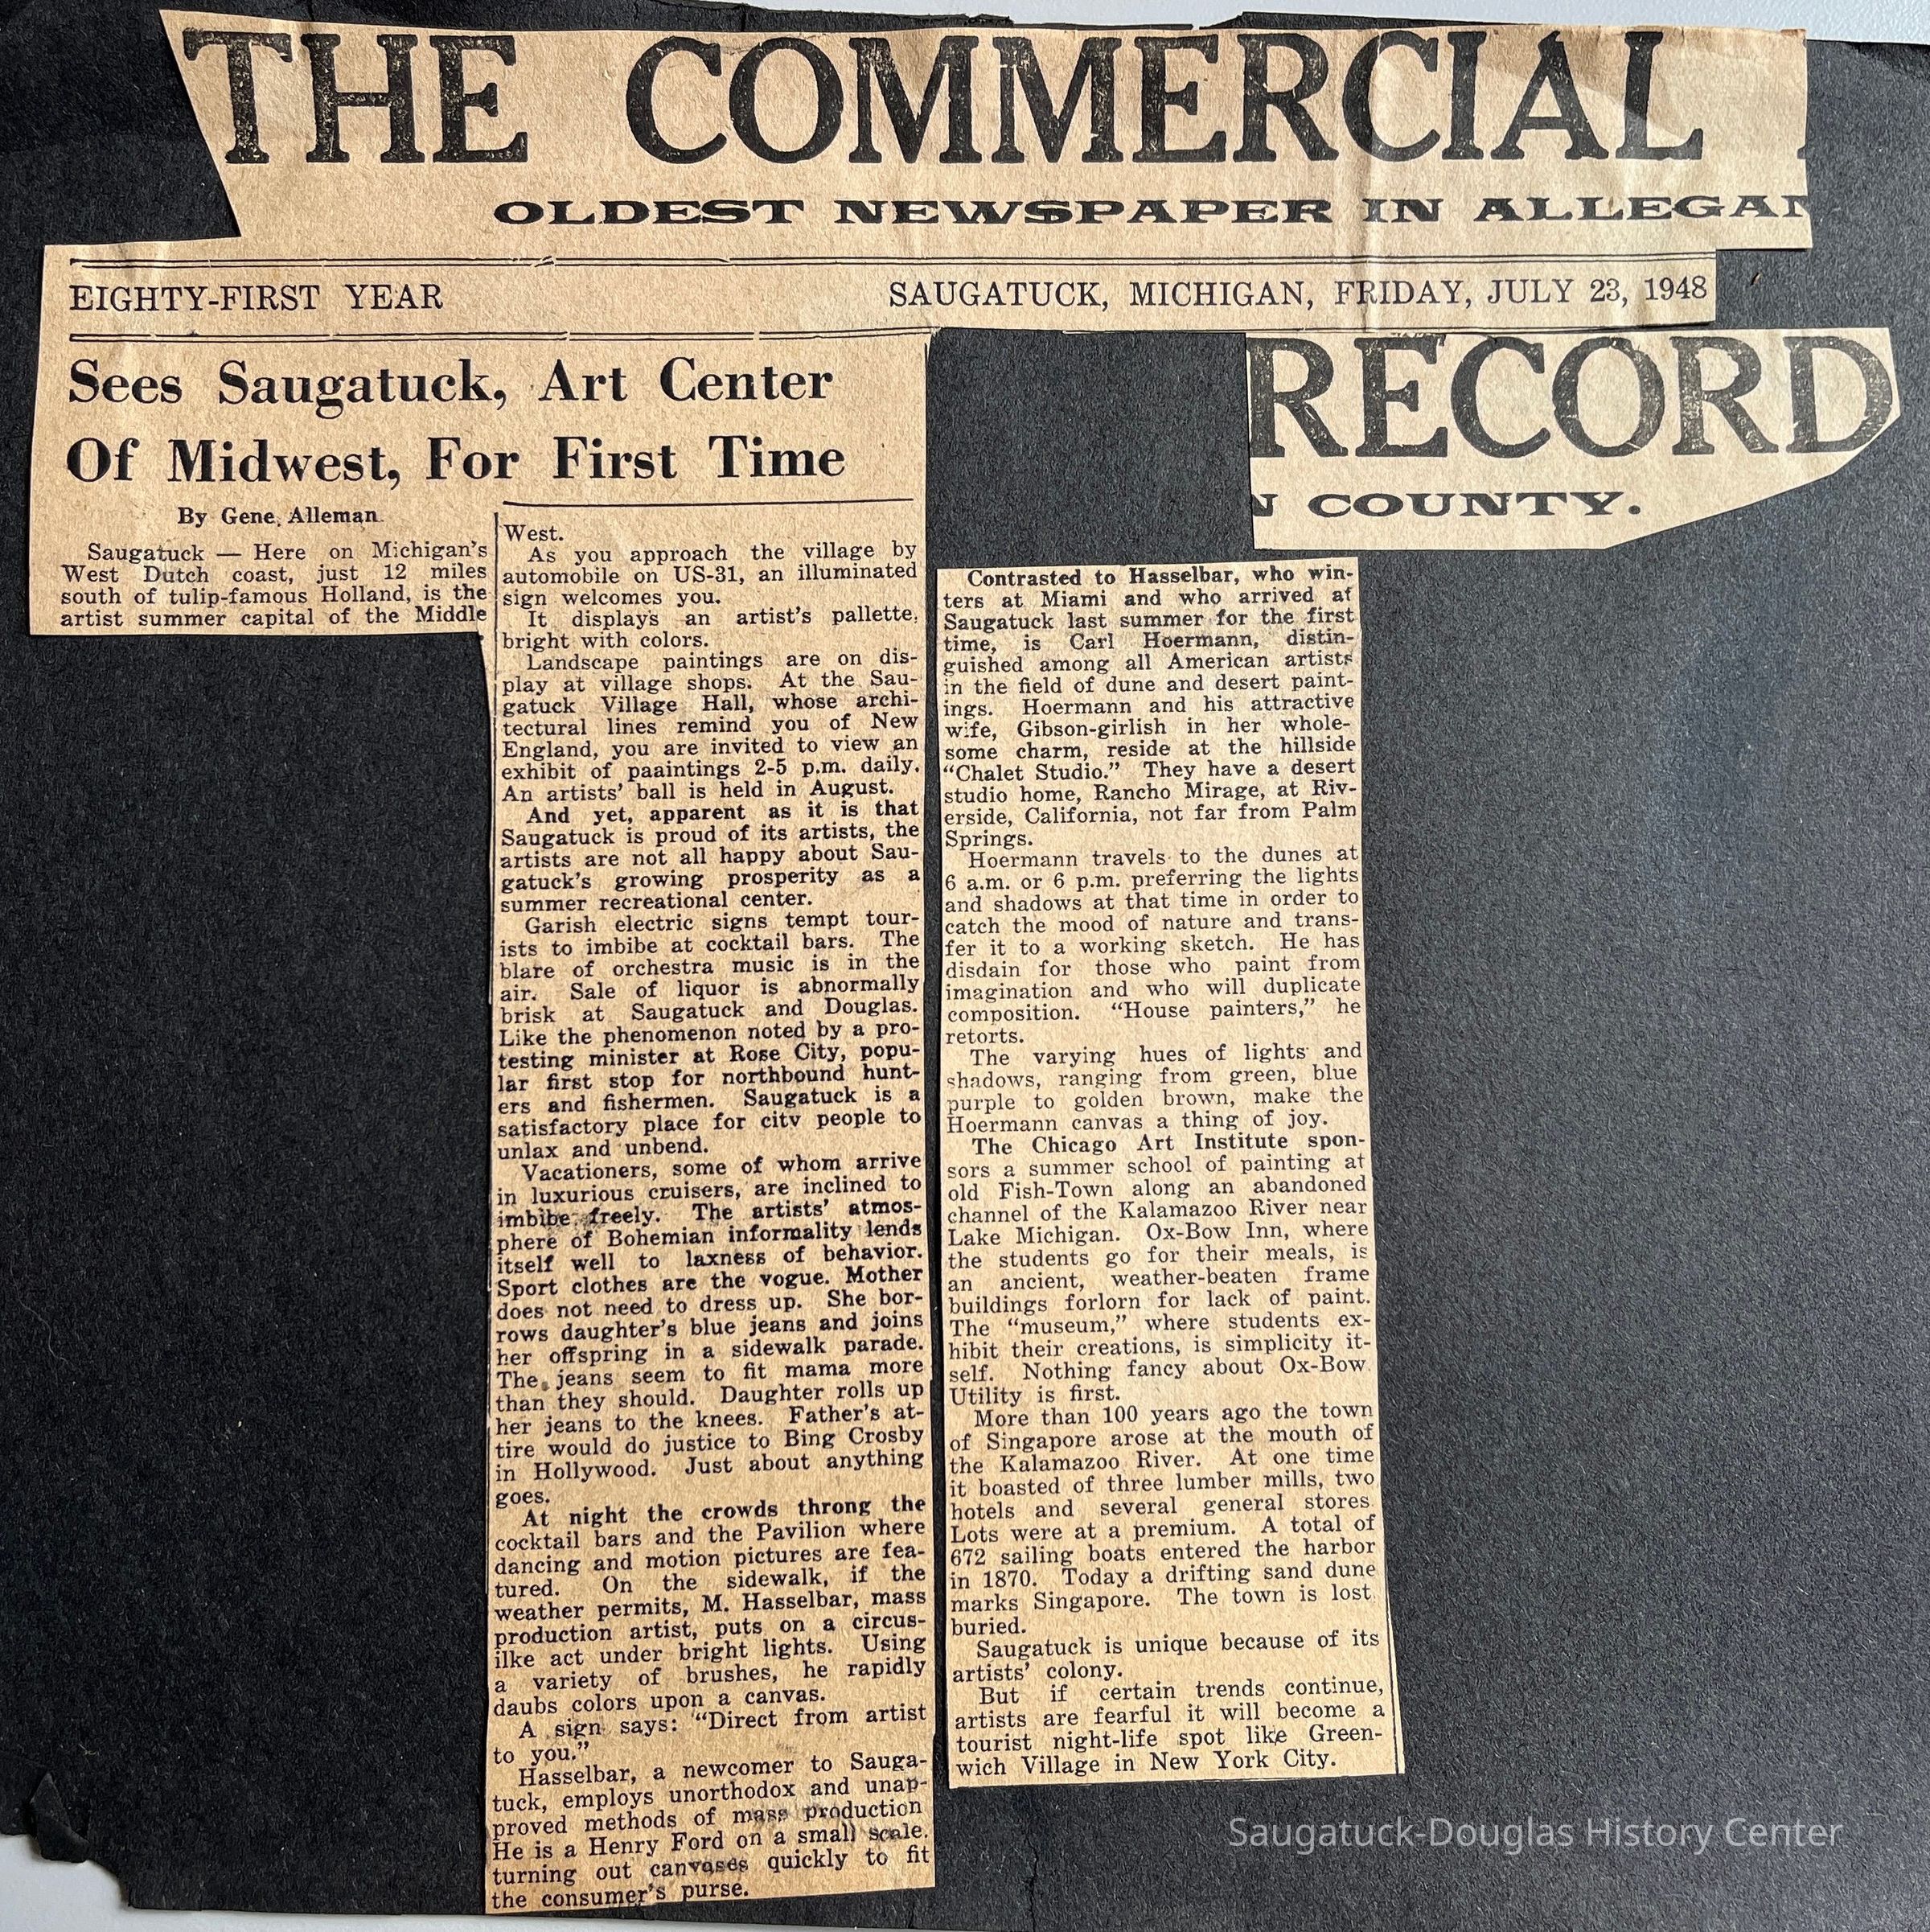 THE COMMERCIAL
OLDEST NEWSPAPER IN ALLEGAN
EIGHTY-FIRST YEAR SAUGATUCK, MICHIGAN, FRIDAY, JULY 23, 1948
RECORD
N COUNTY.
Sees Saugatuck, Art Center
Of Midwest, For First Time
By Gene Alleman
Saugatuck — Here on Michigan's
West Dutch coast, just 12 miles
south of tulip-famous Holland, is the
artist summer capital of the Middle
West.
As you approach the village by
automobile on US-31, an illuminated
sign welcomes you.
It displays an artist's pallette,
bright with colors.
Landscape paintings are on dis-
play at village shops. At the Sau-
gatuck Village Hall, whose archi-
tectural lines remind you of New
England, you are invited to view an
exhibit of paaintings 2-5 p.m. daily.
An artists' ball is held in August.
And yet, apparent as it is that
Saugatuck is proud of its artists, the
artists are not all happy about Sau-
gatuck's growing prosperity as a
summer recreational center.
Garish electric signs tempt tour-
ists to imbibe at cocktail bars. The
blare of orchestra music is in the
air. Sale of liquor is abnormally
brisk at Saugatuck and Douglas.
Like the phenomenon noted by a pro-
testing minister at Rose City, popu-
lar first stop for northbound hunt-
ers and fishermen. Saugatuck is a
satisfactory place for city people to
unlax and unbend.
Vacationers, some of whom arrive
in luxurious cruisers, are inclined to
imbibe freely. The artists' atmos-
phere of Bohemian informality lends
itself well to laxness of behavior.
Sport clothes are the vogue. Mother
does not need to dress up. She bor-
rows daughter's blue jeans and joins
her offspring in a sidewalk parade.
The jeans seem to fit mama more
than they should. Daughter rolls up
her jeans to the knees. Father's at-
tire would do justice to Bing Crosby
in Hollywood. Just about anything
goes.
At night the crowds throng the
cocktail bars and the Pavilion where
dancing and motion pictures are fea-
tured. On the sidewalk, if the
weather permits, M. Hasselbar, mass
production artist, puts on a circus-
ilke act under bright lights. Using
a variety of brushes, he rapidly
daubs colors upon a canvas.
A sign says: "Direct from artist
to you."
Hasselbar, a newcomer to Sauga-
tuck, employs unorthodox and unap-
proved methods of mass production
He is a Henry Ford on a small scale.
turning out canvases quickly to fit
the consumer's purse.
Contrasted to Hasselbar, who win-
ters at Miami and who arrived at
Saugatuck last summer for the first
time, is Carl Hoermann, distin-
guished among all American artists
in the field of dune and desert paint-
ings. Hoermann and his attractive
wife, Gibson-girlish in her whole-
some charm, reside at the hillside
"Chalet Studio." They have a desert
studio home, Rancho Mirage, at Riv-
erside, California, not far from Palm
Springs.
Hoermann travels to the dunes at
6 a.m. or 6 p.m. preferring the lights
and shadows at that time in order to
catch the mood of nature and trans-
fer it to a working sketch. He has
disdain for those who paint from
imagination and who will duplicate
composition. "House painters," he
retorts.
The varying hues of lights and
shadows, ranging from green, blue
purple to golden brown, make the
Hoermann canvas a thing of joy.
The Chicago Art Institute spon-
sors a summer school of painting at
old Fish-Town along an abandoned
channel of the Kalamazoo River near
Lake Michigan. Ox-Bow Inn, where
the students go for their meals, is
an ancient, weather-beaten frame
buildings forlorn for lack of paint.
The "museum," where students ex-
hibit their creations, is simplicity it-
self. Nothing fancy about Ox-Bow
Utility is first.
More than 100 years ago the town
of Singapore arose at the mouth of
the Kalamazoo River. At one time
it boasted of three lumber mills, two
hotels and several general stores
Lots were at a premium. A total of
672 sailing boats entered the harbor
in 1870. Today a drifting sand dune
marks Singapore. The town is lost
buried.
Saugatuck is unique because of its
artists' colony.
But if certain trends continue,
artists are fearful it will become a
tourist night-life spot like Green-
wich Village in New York City.
Saugatuck-Douglas History Center